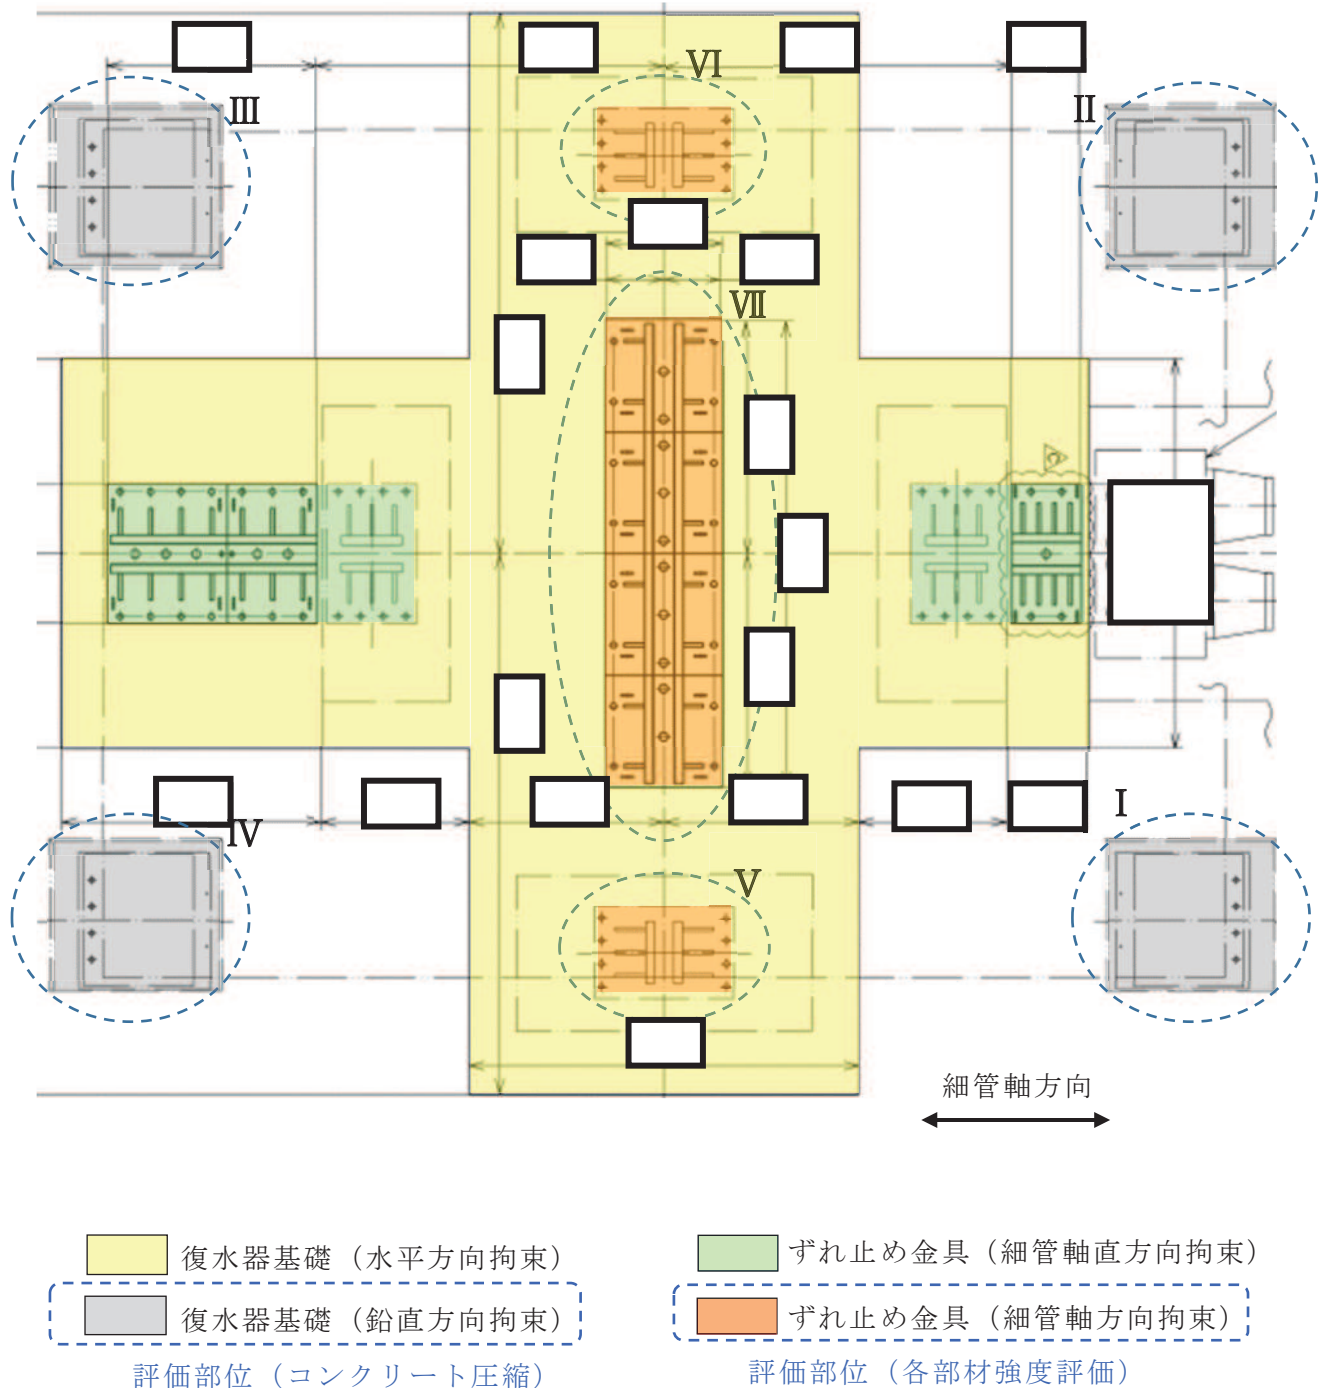 VI
III
II
VII
IV
I
V
細管軸方向
復水器基礎（水平方向拘束）
ずれ止め金具（細管軸直方向拘束）
復水器基礎（鉛直方向拘束）
ずれ止め金具（細管軸方向拘束）
評価部位（コンクリート圧縮）
評価部位（各部材強度評価）